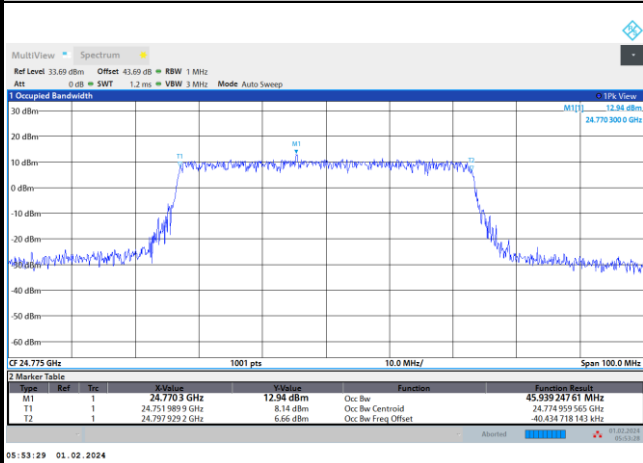 MultiView Spectrum
Ref Level 33.69 dBm Offset 43.69 dB RBW 1 MHz
Att 0 dB SWT 1.2 ms VBW 3 MHz Mode Auto Sweep
1 Occupied Bandwidth 1Pk View
M1[1] 12.94 dBm
24.770 300 0 GHz
30 dBm
20 dBm
M1
T1 T2
10 dBm
0 dBm
-10 dBm
-20 dBm
-30 dBm
-40 dBm
-50 dBm
-60 dBm
CF 24.775 GHz 1001 pts 10.0 MHz/ Span 100.0 MHz
2 Marker Table
Type Ref Trc X-Value Y-Value Function Function Result
M1 1 24.7703 GHz 12.94 dBm Occ Bw 45.939 247 61 MHz
T1 1 24.751 989 9 GHz 8.14 dBm Occ Bw Centroid 24.774 959 565 GHz
T2 1 24.797 929 2 GHz 6.66 dBm Occ Bw Freq Offset -40.434 718 143 kHz
Aborted 01.02.2024
05:53:28
05:53:29 01.02.2024